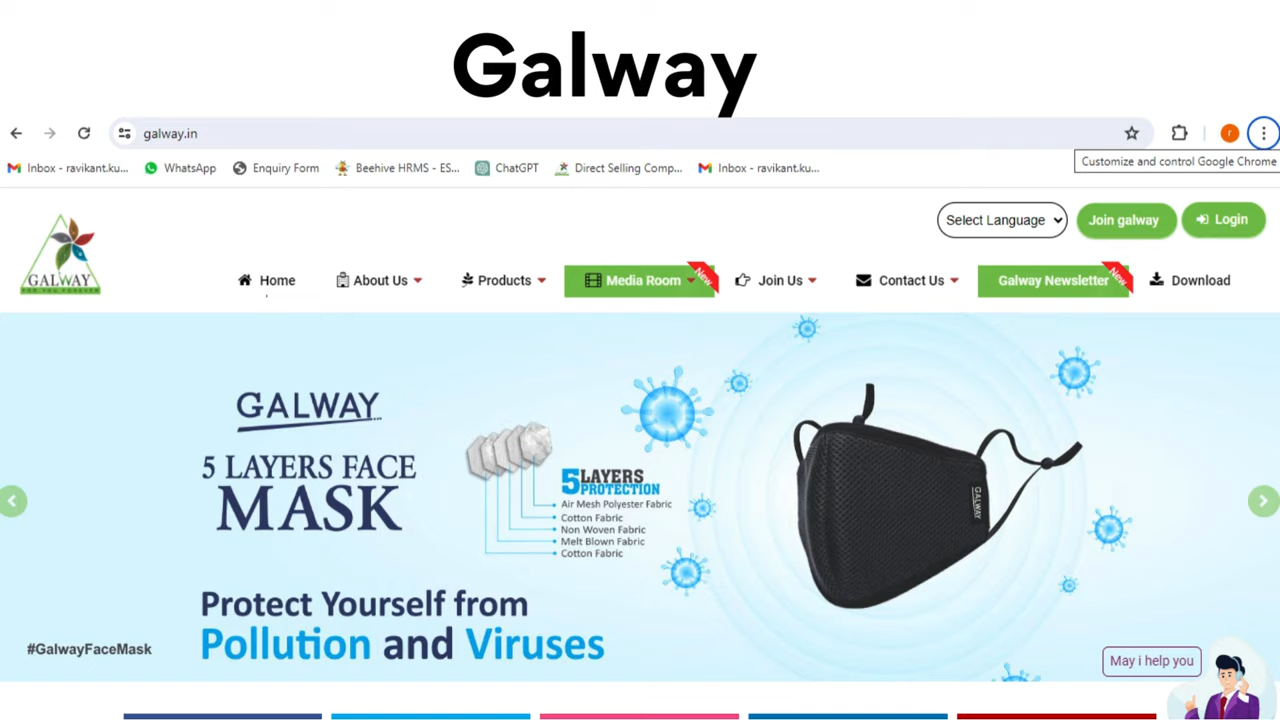 Galway
galway.in
Customize and control Google Chrome
Inbox - ravikant.ku...
WhatsApp
Enquiry Form
Beehive HRMS - ES...
ChatGPT
Direct Selling Comp...
Inbox - ravikant.ku...
Select Language
Join galway
Login
GALWAY
FOR YOU FOREVER
Home
About Us
Products
Media Room
New
Join Us
Contact Us
Galway Newsletter
New
Download
GALWAY
5 LAYERS FACE
MASK
5 LAYERS
PROTECTION
Air Mesh Polyester Fabric
Cotton Fabric
Non Woven Fabric
Melt Blown Fabric
Cotton Fabric
GALWAY
Protect Yourself from
Pollution and Viruses
#GalwayFaceMask
May i help you